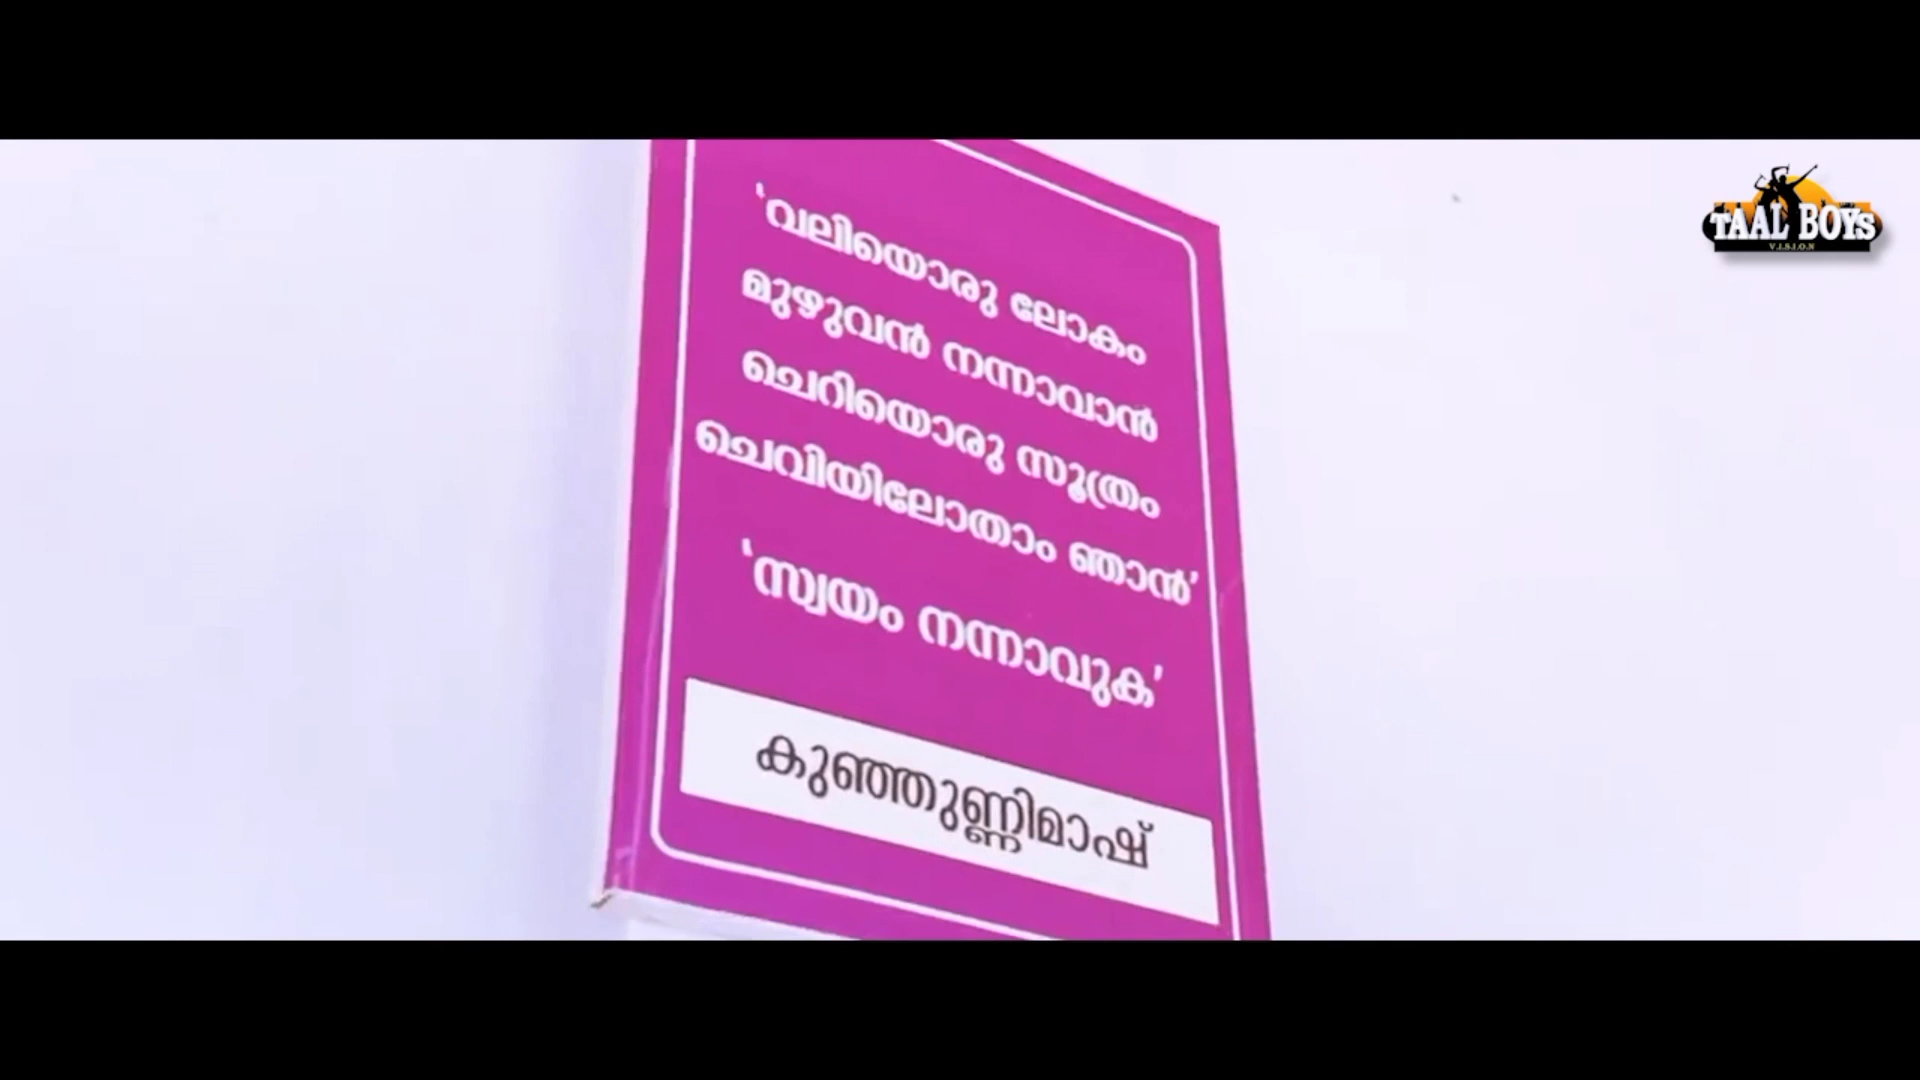 ‘വലിയൊരു ലോകം
മുഴുവൻ നന്നാവാൻ
ചെറിയൊരു സൂത്രം
ചെവിയിലോതാം ഞാൻ’
‘സ്വയം നന്നാവുക’
കുഞ്ഞുണ്ണിമാഷ്
TAAL BOYS
V.I.S.I.O.N